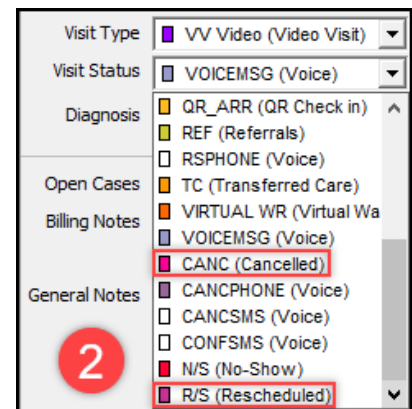 Visit Type VV Video (Video Visit)
Visit Status VOICEMSG (Voice)
Diagnosis QR_ARR (QR Check in)
REF (Referrals)
RSPHONE (Voice)
Open Cases TC (Transferred Care)
VIRTUAL WR (Virtual Wa
Billing Notes
VOICEMSG (Voice)
CANC (Cancelled)
General Notes CANCPHONE (Voice)
CANCSMS (Voice)
CONFSMS (Voice)
2
N/S (No-Show)
R/S (Rescheduled)